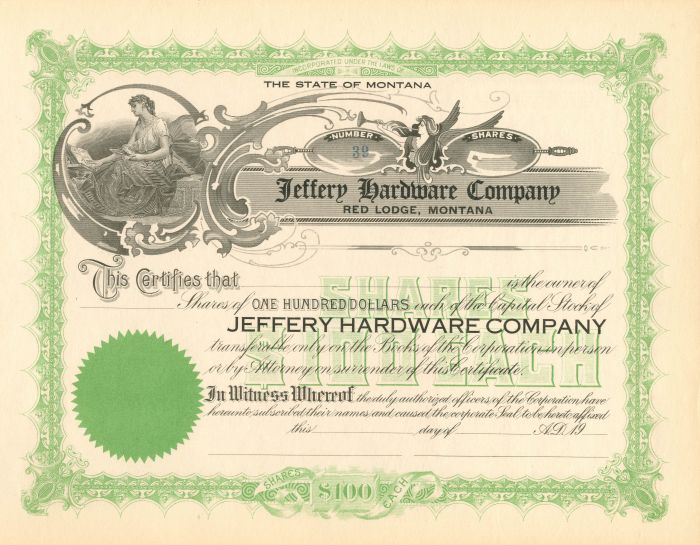 INCORPORATED UNDER THE LAWS OF
THE STATE OF MONTANA
NUMBER
39
SHARES
Jeffery Hardware Company
RED LODGE, MONTANA
This Certifies that
is the owner of
Shares of ONE HUNDRED DOLLARS each of the Capital Stock of
JEFFERY HARDWARE COMPANY
transferable only on the Books of the Corporation in person
or by Attorney on surrender of this Certificate.
In Witness Whereof, the duly authorized officers of the Corporation have
hereunto subscribed their names and caused the corporate Seal to be hereto affixed
this day of A.D. 19
SHARES
$100 EACH
SHARES
$100
EACH